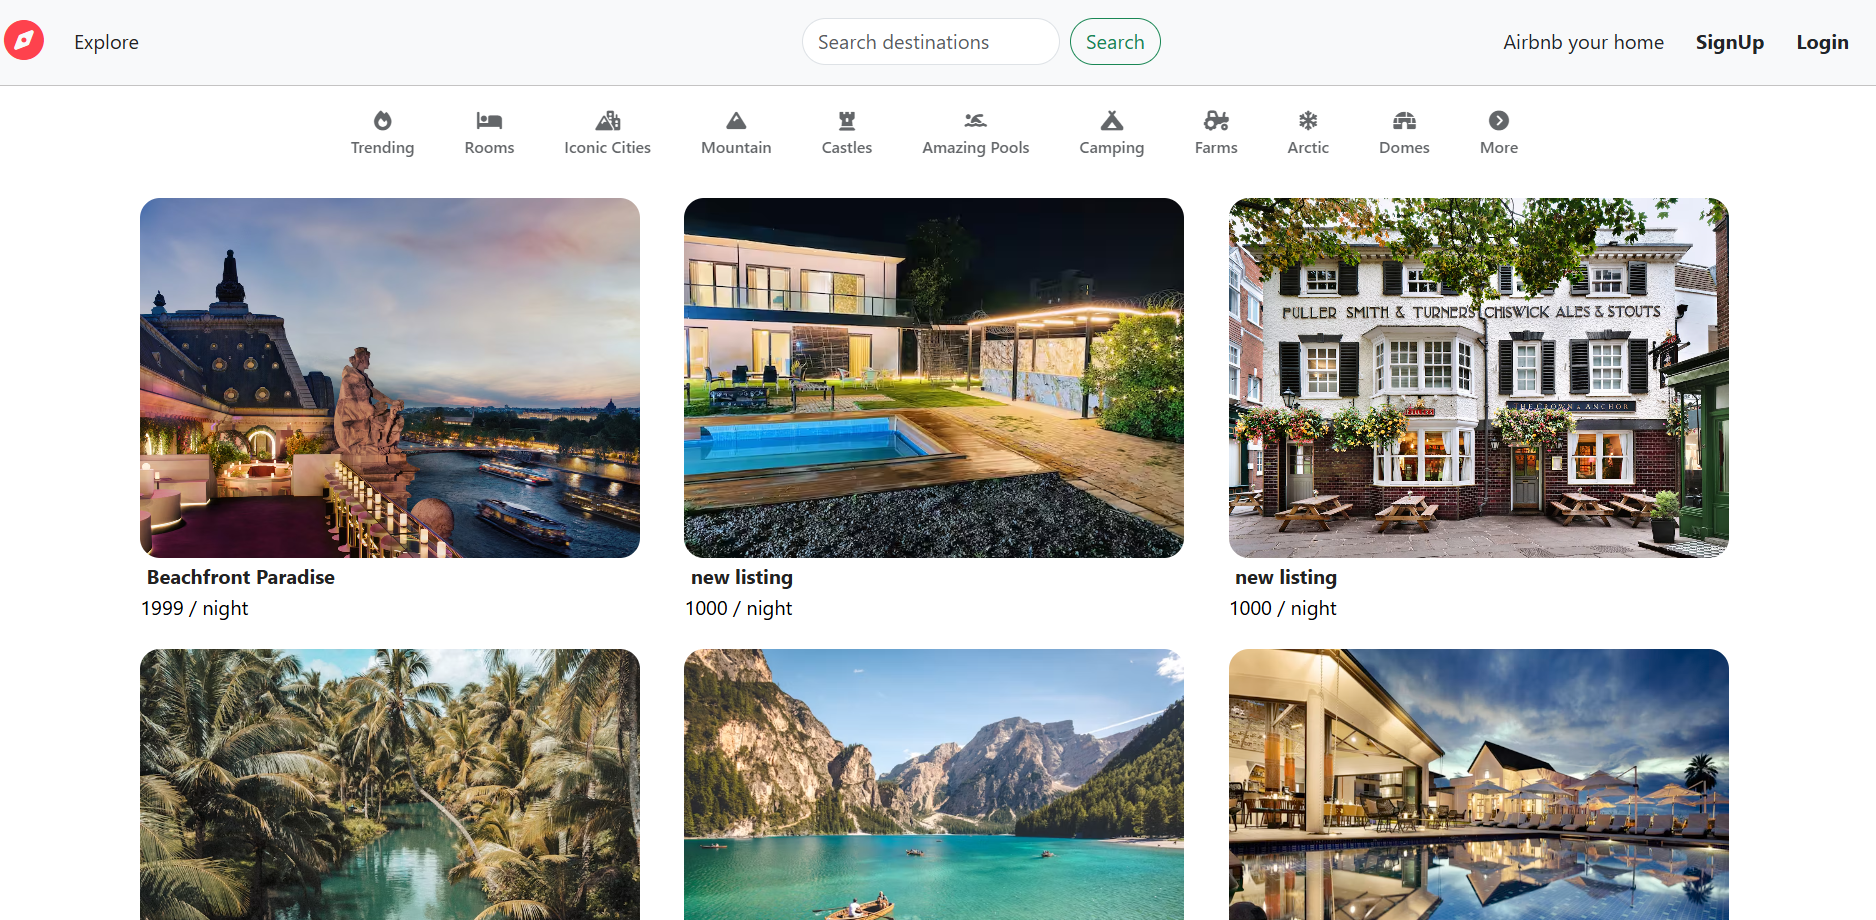 Explore
Search destinations
Search
Airbnb your home
SignUp
Login
Trending
Rooms
Iconic Cities
Mountain
Castles
Amazing Pools
Camping
Farms
Arctic
Domes
More
FULLER SMITH & TURNERS CHISWICK ALES & STOUTS
THE CROWN & ANCHOR
Beachfront Paradise
1999 / night
new listing
1000 / night
new listing
1000 / night